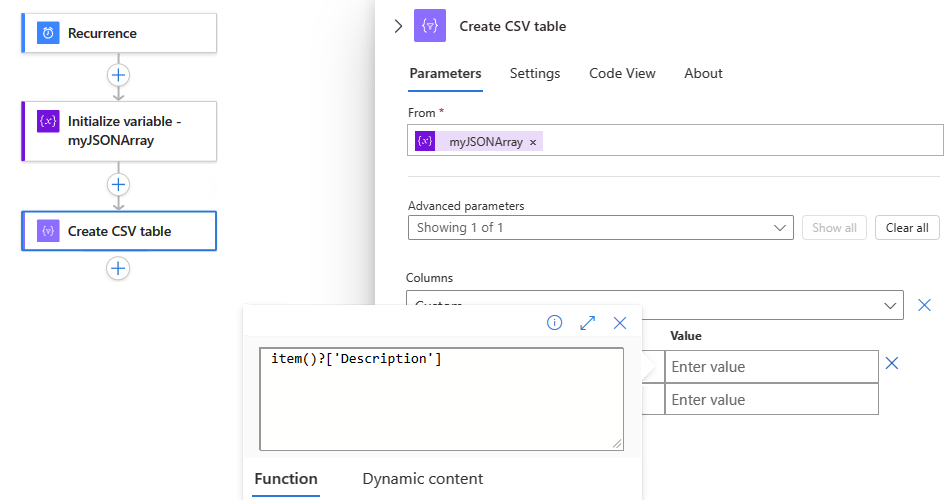 Recurrence
Initialize variable -
myJSONArray
Create CSV table
Create CSV table
Parameters Settings Code View About
From *
myJSONArray ×
Advanced parameters
Showing 1 of 1
Show all
Clear all
Columns
Custom
item()?['Description']
Function Dynamic content
Value
Enter value
Enter value